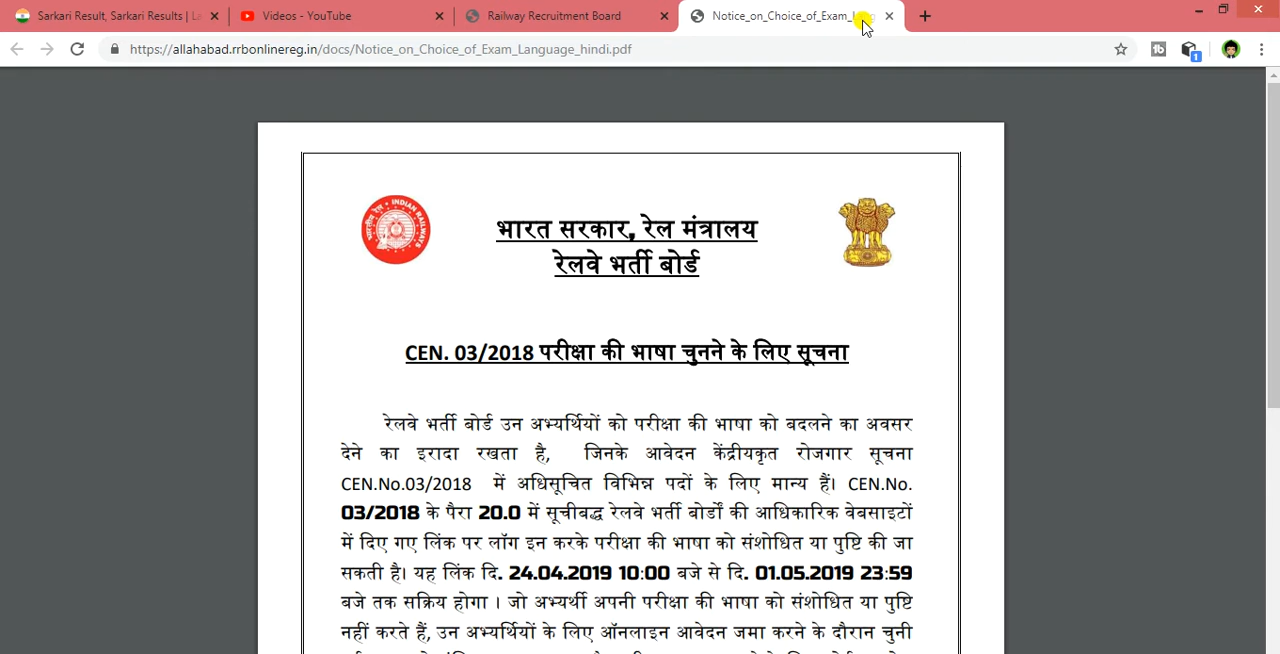 Sarkari Result, Sarkari Results | La
Videos - YouTube
Railway Recruitment Board
Notice_on_Choice_of_Exam_
https://allahabad.rrbonlinereg.in/docs/Notice_on_Choice_of_Exam_Language_hindi.pdf
भारत सरकार, रेल मंत्रालय
रेलवे भर्ती बोर्ड
CEN. 03/2018 परीक्षा की भाषा चुनने के लिए सूचना
रेलवे भर्ती बोर्ड उन अभ्यर्थियों को परीक्षा की भाषा को बदलने का अवसर
देने का इरादा रखता है, जिनके आवेदन केंद्रीयकृत रोजगार सूचना
CEN.No.03/2018 में अधिसूचित विभिन्न पदों के लिए मान्य हैं। CEN.No.
03/2018 के पैरा 20.0 में सूचीबद्ध रेलवे भर्ती बोर्डों की आधिकारिक वेबसाइटों
में दिए गए लिंक पर लॉग इन करके परीक्षा की भाषा को संशोधित या पुष्टि की जा
सकती है। यह लिंक दि. 24.04.2019 10:00 बजे से दि. 01.05.2019 23:59
बजे तक सक्रिय होगा । जो अभ्यर्थी अपनी परीक्षा की भाषा को संशोधित या पुष्टि
नहीं करते हैं, उन अभ्यर्थियों के लिए ऑनलाइन आवेदन जमा करने के दौरान चुनी